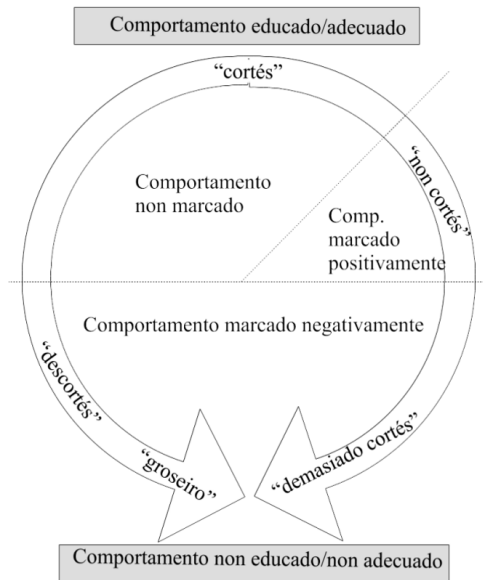 Comportamento educado/adecuado
“cortés”
“non cortés”
Comportamento
non marcado
Comp.
marcado
positivamente
Comportamento marcado negativamente
“descortés”
“groseiro”
“demasiado cortés”
Comportamento non educado/non adecuado